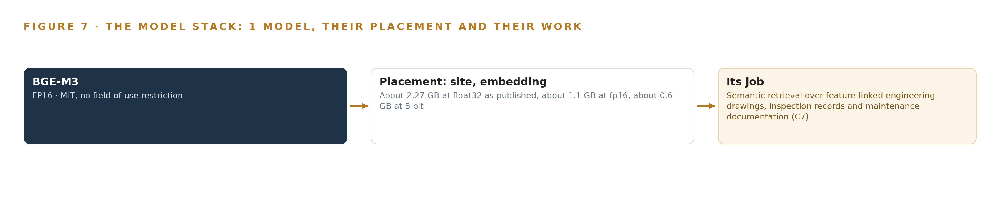 FIGURE 7 · THE MODEL STACK: 1 MODEL, THEIR PLACEMENT AND THEIR WORK
BGE-M3
FP16 · MIT, no field of use restriction
Placement: site, embedding
About 2.27 GB at float32 as published, about 1.1 GB at fp16, about 0.6
GB at 8 bit
Its job
Semantic retrieval over feature-linked engineering
drawings, inspection records and maintenance
documentation (C7)